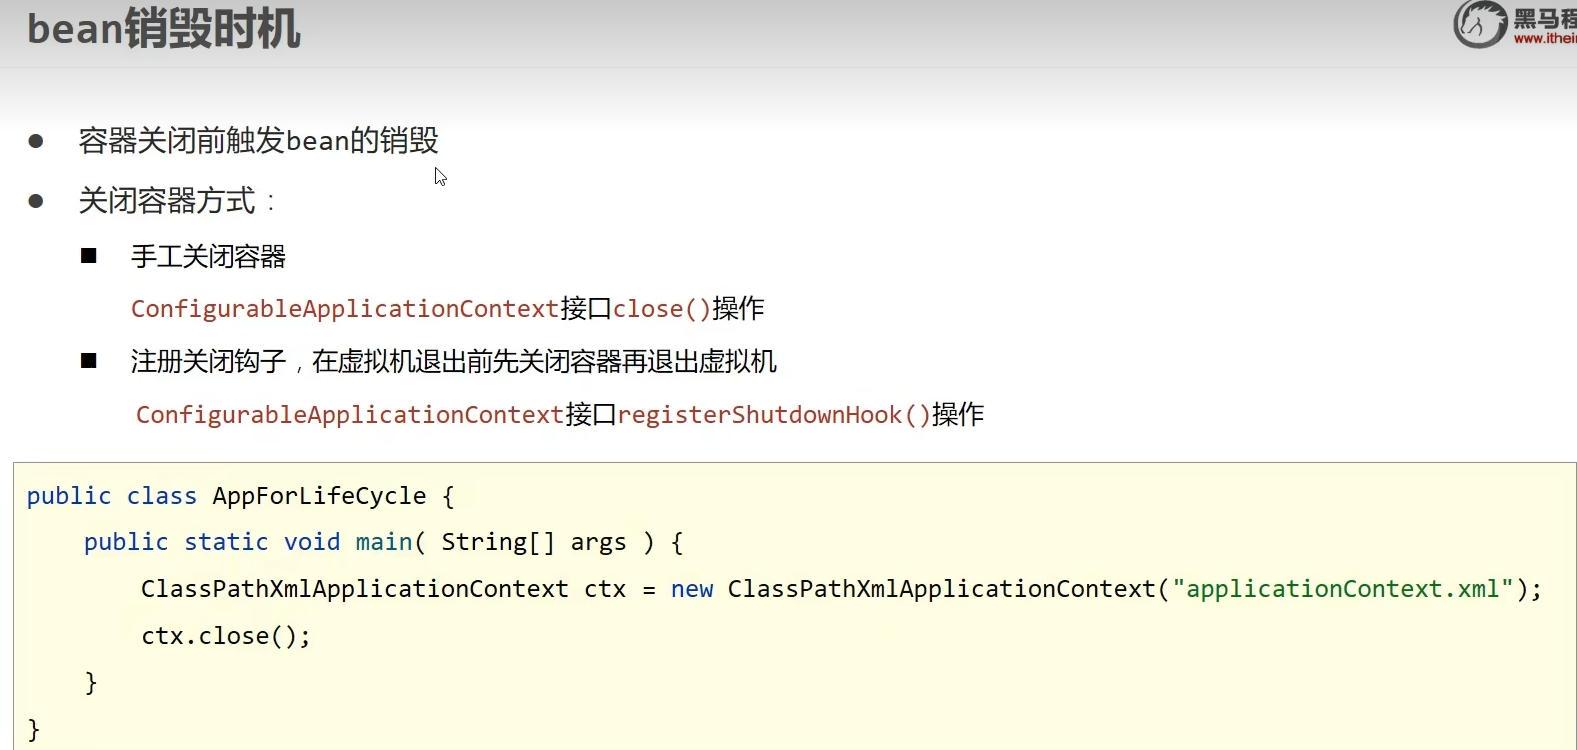 bean销毁时机
黑马程
www.ithei
● 容器关闭前触发bean的销毁
● 关闭容器方式：
■ 手工关闭容器
ConfigurableApplicationContext接口close()操作
■ 注册关闭钩子，在虚拟机退出前先关闭容器再退出虚拟机
ConfigurableApplicationContext接口registerShutdownHook()操作
public class AppForLifeCycle {
    public static void main( String[] args ) {
        ClassPathXmlApplicationContext ctx = new ClassPathXmlApplicationContext("applicationContext.xml");
        ctx.close();
    }
}